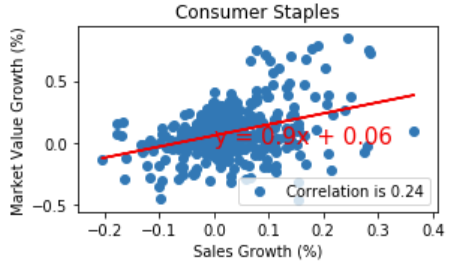 Consumer Staples
Market Value Growth (%)
0.5
0.0
−0.5
y = 0.9x + 0.06
Correlation is 0.24
−0.2 −0.1 0.0 0.1 0.2 0.3 0.4
Sales Growth (%)